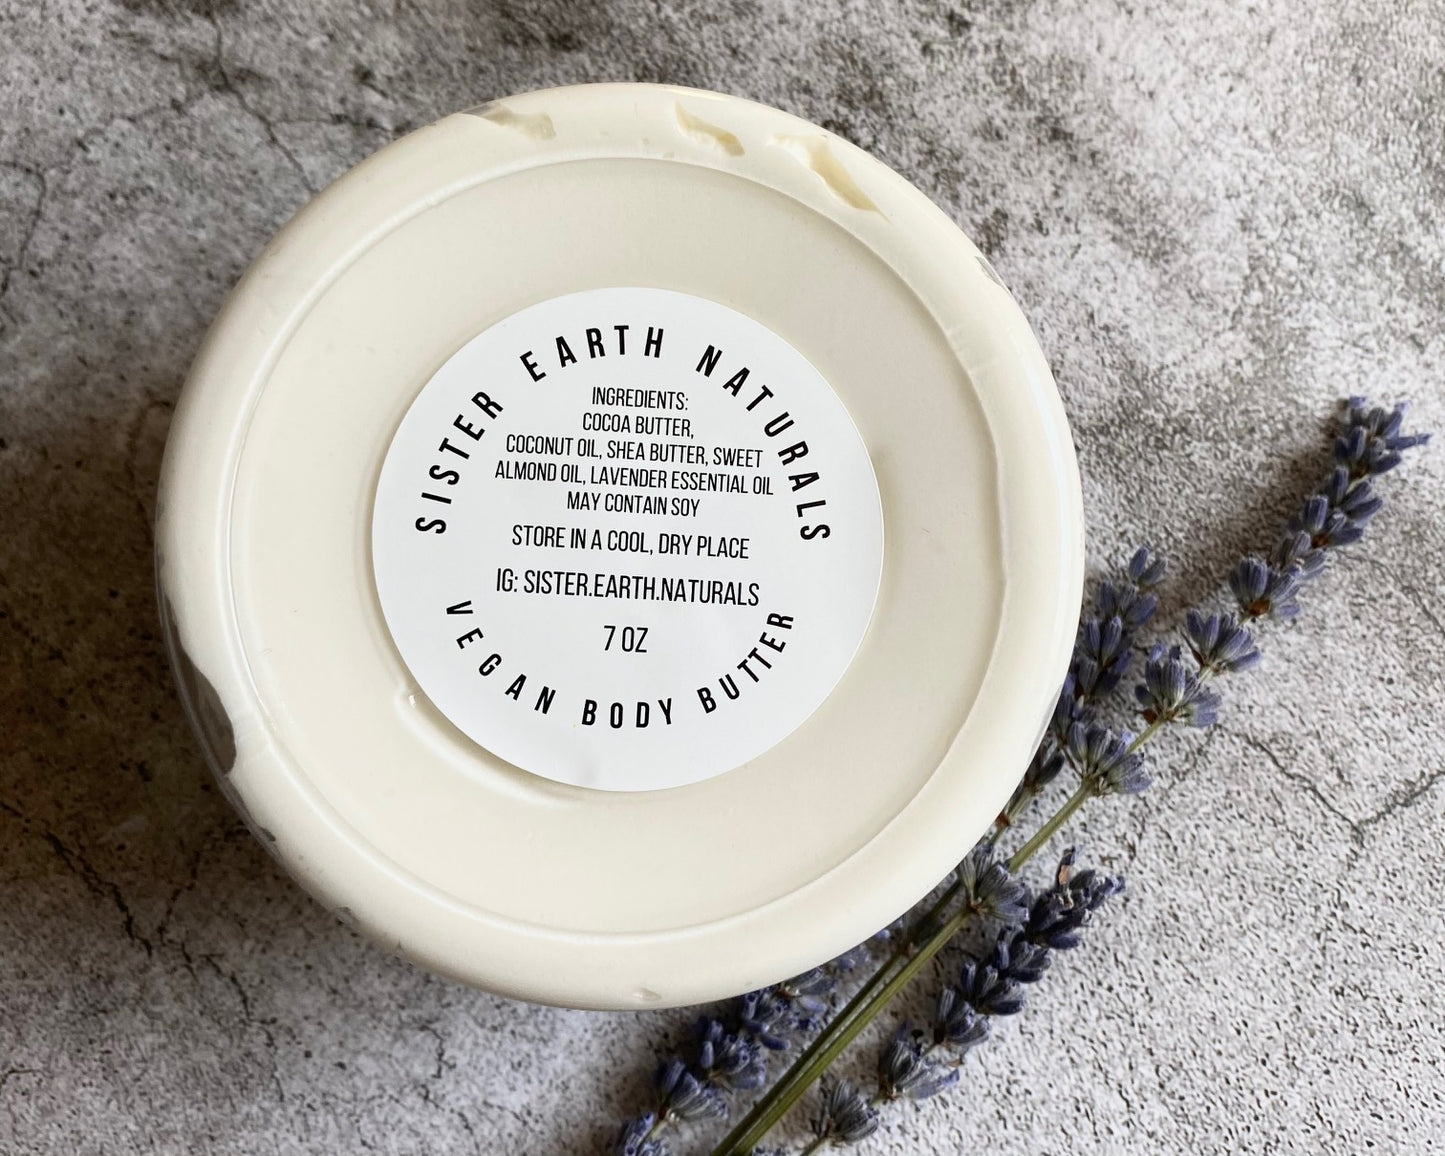 SISTER EARTH NATURALS
INGREDIENTS:
COCOA BUTTER,
COCONUT OIL, SHEA BUTTER, SWEET
ALMOND OIL, LAVENDER ESSENTIAL OIL
MAY CONTAIN SOY
STORE IN A COOL, DRY PLACE
IG: SISTER.EARTH.NATURALS
7 OZ
VEGAN BODY BUTTER